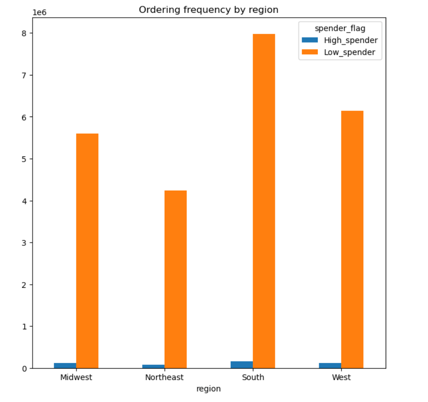 Ordering frequency by region
1e6
spender_flag
High_spender
Low_spender
8
7
6
5
4
3
2
1
0
Midwest Northeast South West
region